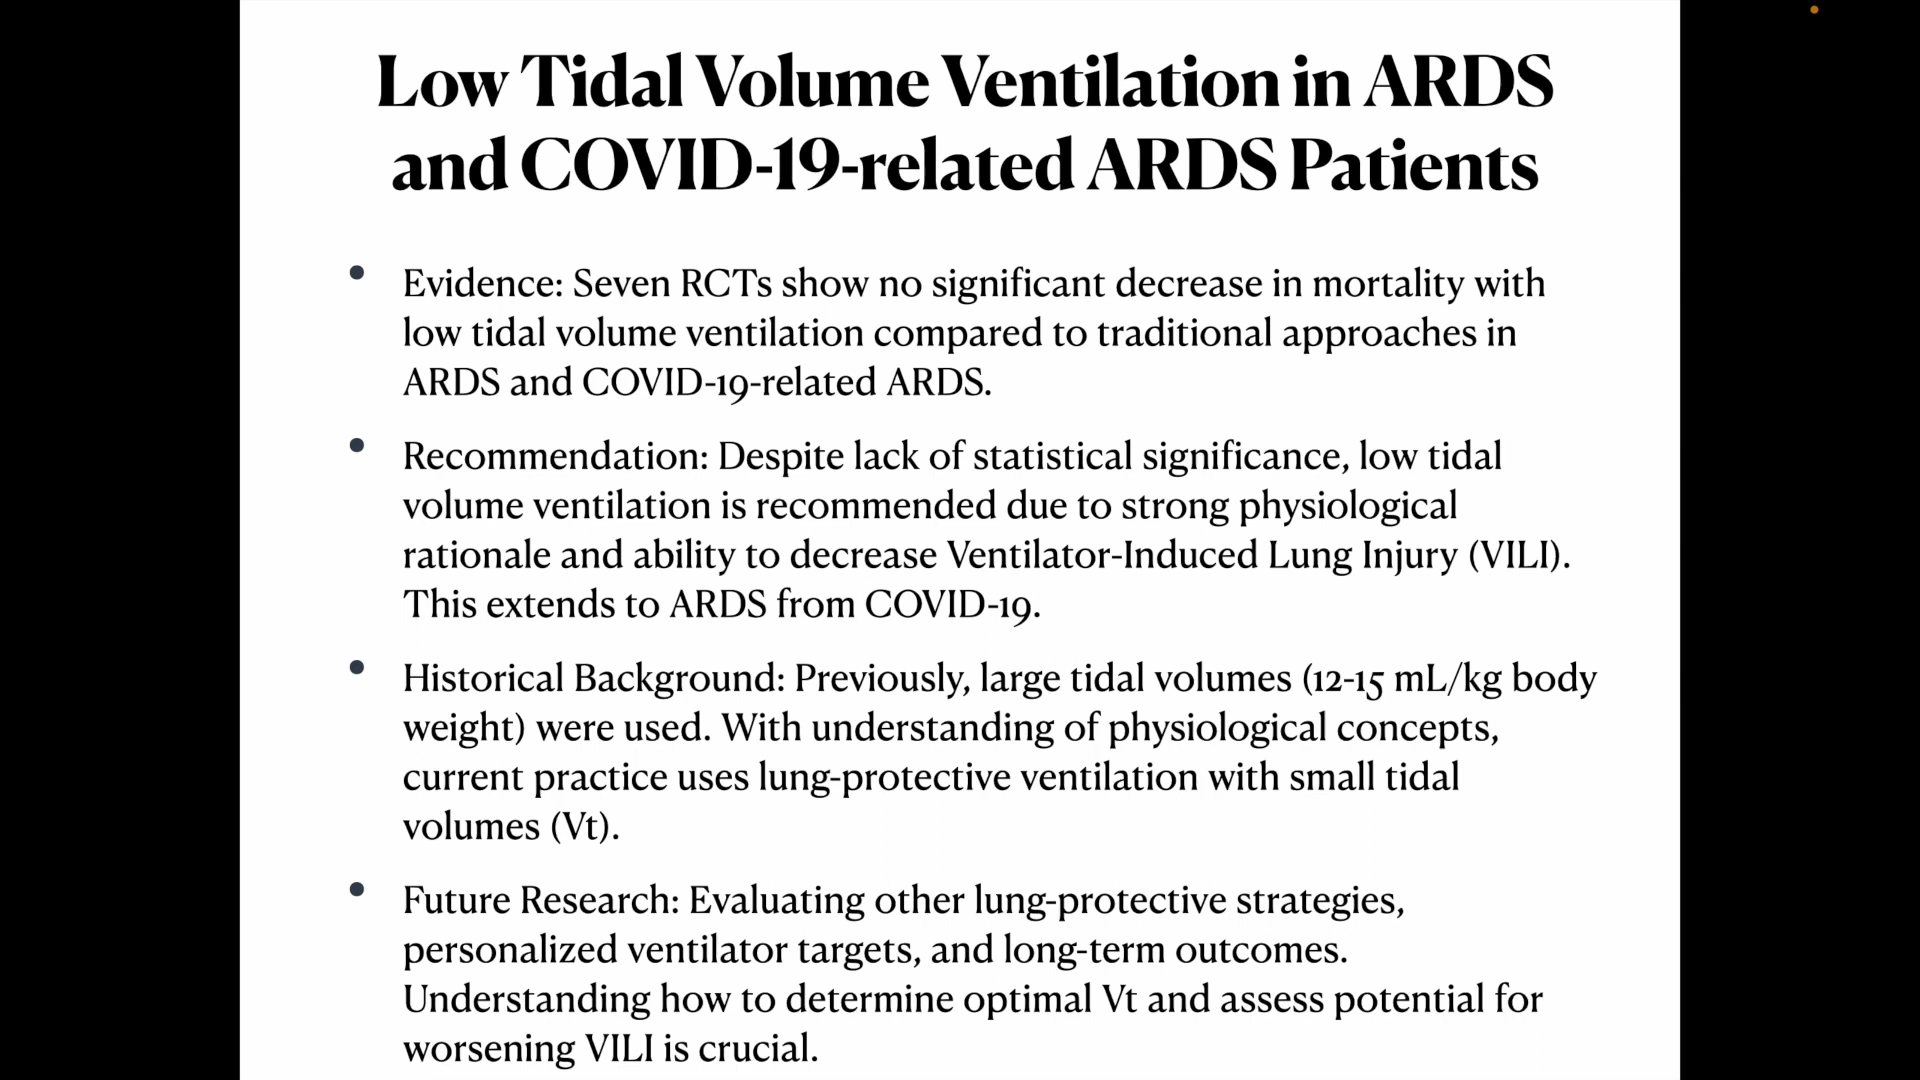 Low Tidal Volume Ventilation in ARDS
and COVID-19-related ARDS Patients
• Evidence: Seven RCTs show no significant decrease in mortality with
low tidal volume ventilation compared to traditional approaches in
ARDS and COVID-19-related ARDS.
• Recommendation: Despite lack of statistical significance, low tidal
volume ventilation is recommended due to strong physiological
rationale and ability to decrease Ventilator-Induced Lung Injury (VILI).
This extends to ARDS from COVID-19.
• Historical Background: Previously, large tidal volumes (12-15 mL/kg body
weight) were used. With understanding of physiological concepts,
current practice uses lung-protective ventilation with small tidal
volumes (Vt).
• Future Research: Evaluating other lung-protective strategies,
personalized ventilator targets, and long-term outcomes.
Understanding how to determine optimal Vt and assess potential for
worsening VILI is crucial.